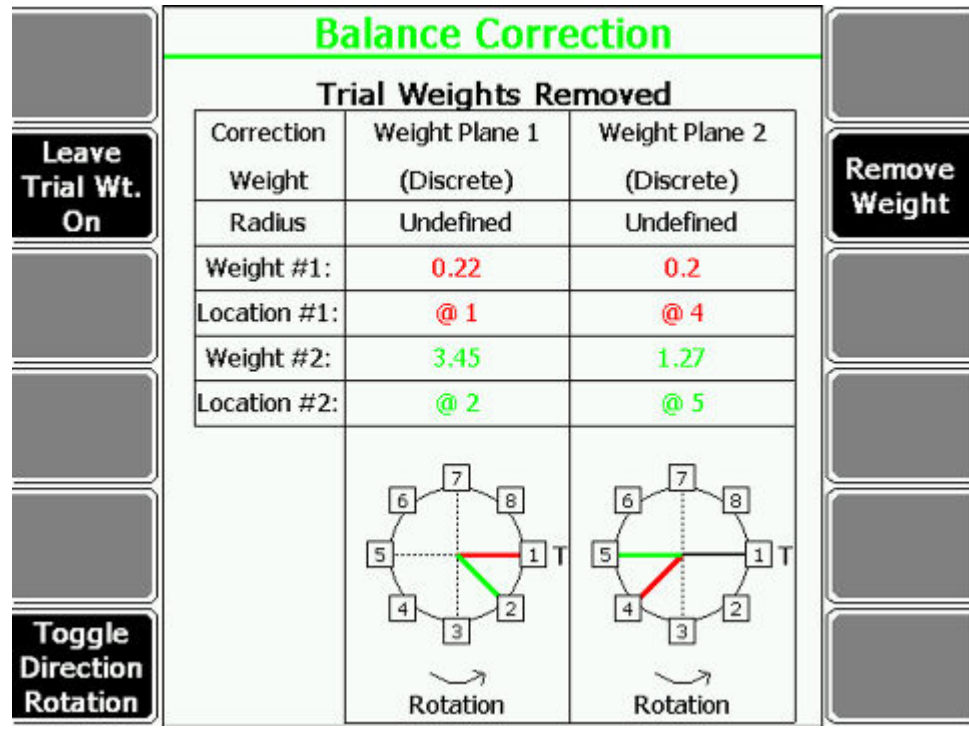 Balance Correction
Trial Weights Removed
Leave
Trial Wt.
On
Remove
Weight
Correction Weight Plane 1 Weight Plane 2
Weight (Discrete) (Discrete)
Radius Undefined Undefined
Weight #1: 0.22 0.2
Location #1: @ 1 @ 4
Weight #2: 3.45 1.27
Location #2: @ 2 @ 5
7 7
6 8 6 8
5 1 T 5 1 T
4 2 4 2
3 3
Rotation Rotation
Toggle
Direction
Rotation